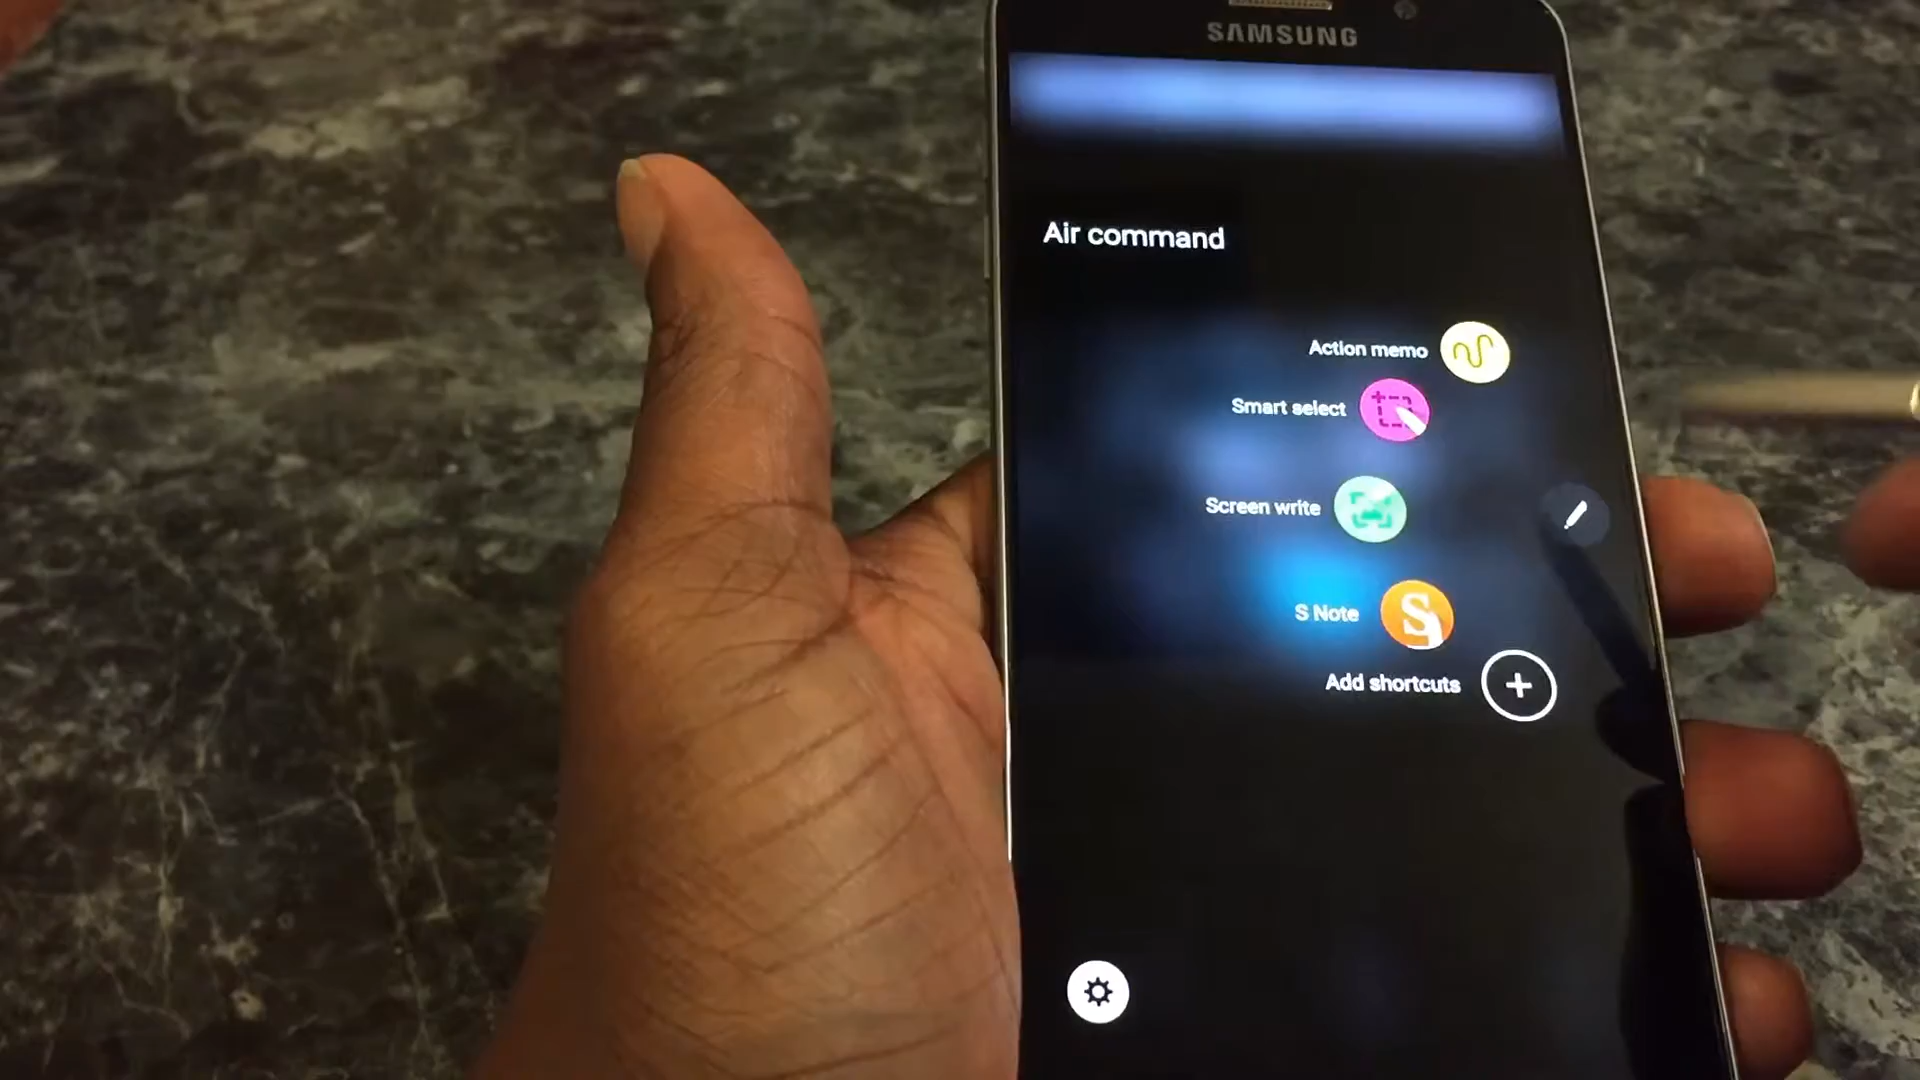 SAMSUNG
Air command
Action memo
Smart select
Screen write
S Note
S
Add shortcuts